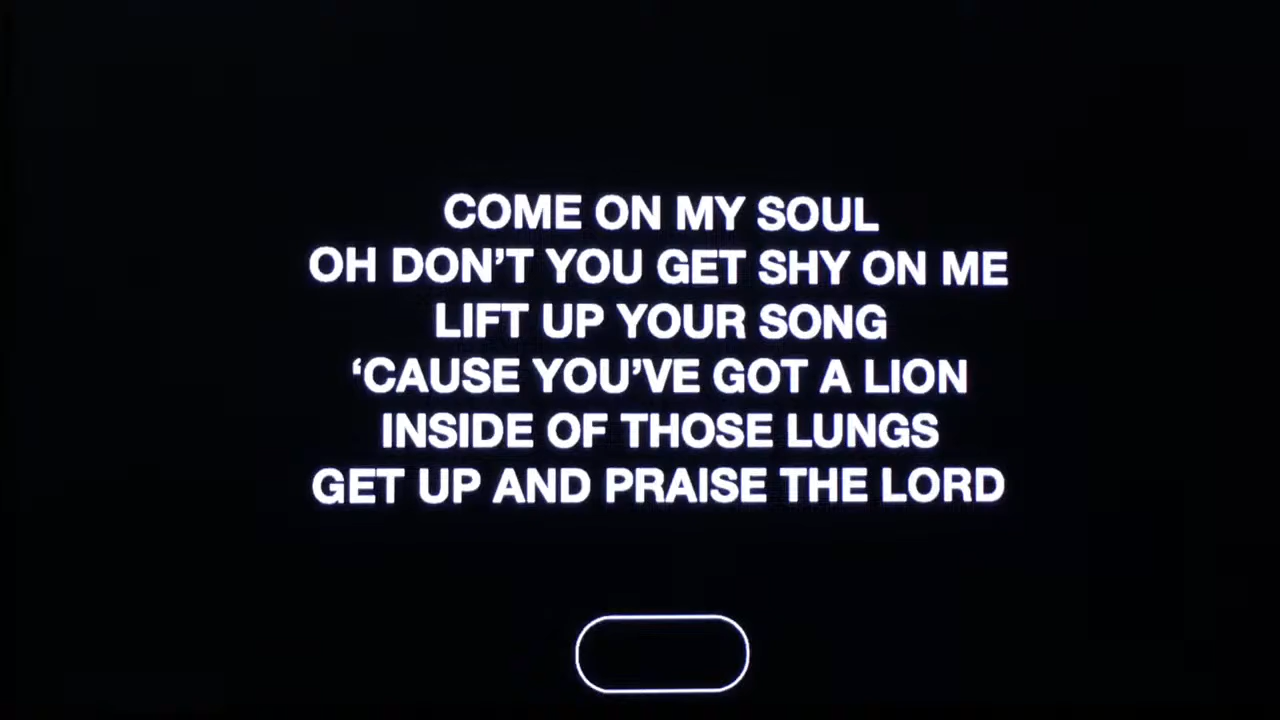 COME ON MY SOUL
OH DON'T YOU GET SHY ON ME
LIFT UP YOUR SONG
‘CAUSE YOU’VE GOT A LION
INSIDE OF THOSE LUNGS
GET UP AND PRAISE THE LORD